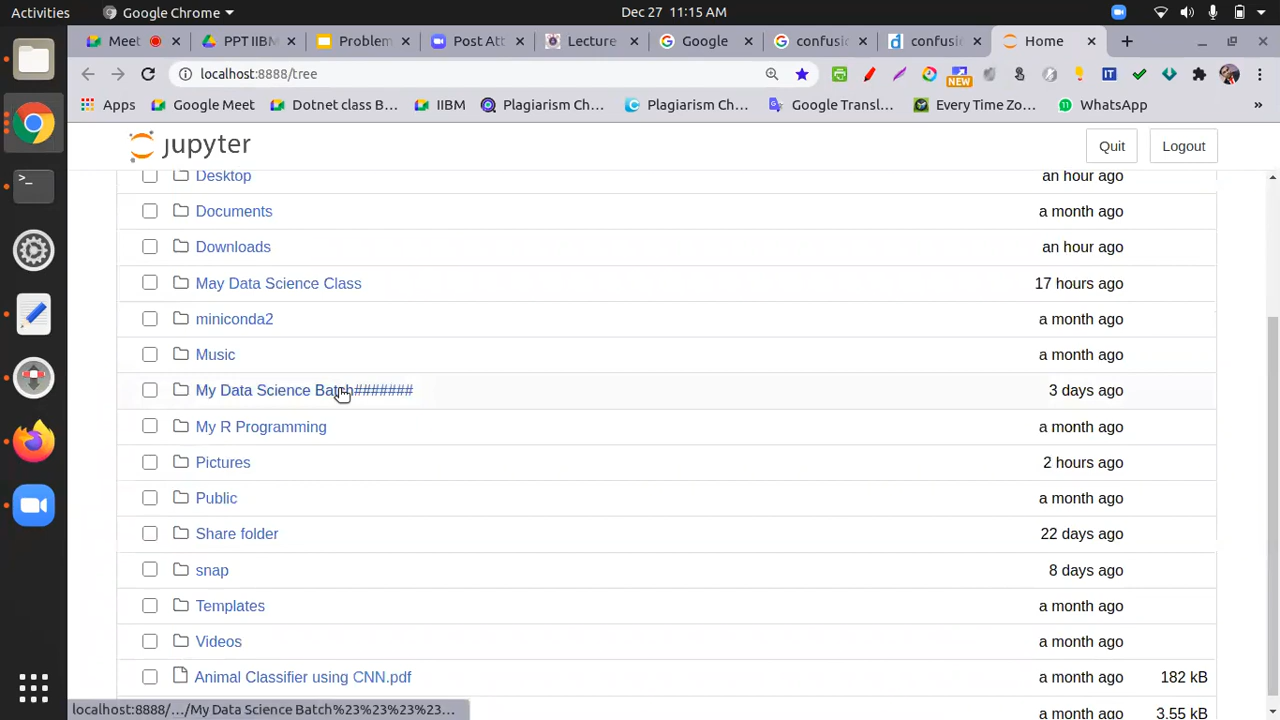 Activities Google Chrome Dec 27 11:15 AM
Meet PPT IIBM Problem Post Att Lecture Google confusio confusio Home
localhost:8888/tree
NEW
Apps Google Meet Dotnet class B... IIBM Plagiarism Ch... Plagiarism Ch... Google Transl... Every Time Zo... WhatsApp »
jupyter Quit Logout
Desktop an hour ago
Documents a month ago
Downloads an hour ago
May Data Science Class 17 hours ago
miniconda2 a month ago
Music a month ago
My Data Science Batch####### 3 days ago
My R Programming a month ago
Pictures 2 hours ago
Public a month ago
Share folder 22 days ago
snap 8 days ago
Templates a month ago
Videos a month ago
Animal Classifier using CNN.pdf a month ago 182 kB
a month ago 3.55 kB
localhost:8888/.../My Data Science Batch%23%23%23%23...